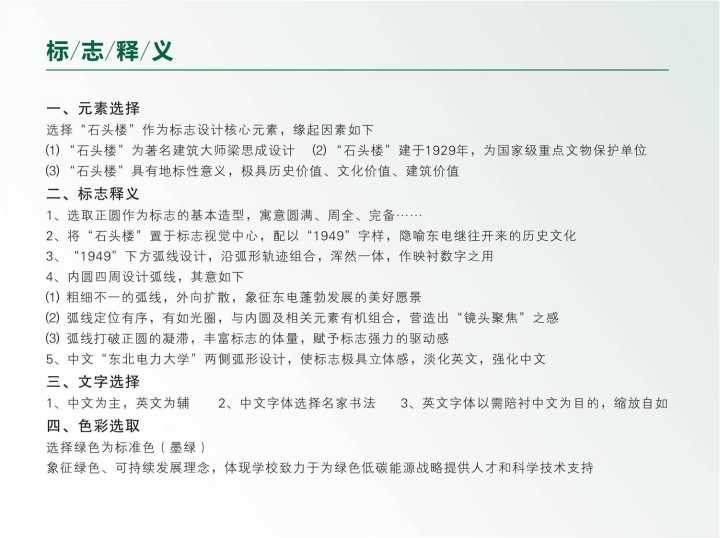 标/志/释/义
一、元素选择
选择“石头楼”作为标志设计核心元素，缘起因素如下
⑴ “石头楼”为著名建筑大师梁思成设计 ⑵ “石头楼”建于1929年，为国家级重点文物保护单位
⑶ “石头楼”具有地标性意义，极具历史价值、文化价值、建筑价值
二、标志释义
1、选取正圆作为标志的基本造型，寓意圆满、周全、完备……
2、将“石头楼”置于标志视觉中心，配以“1949”字样，隐喻东电继往开来的历史文化
3、“1949”下方弧线设计，沿弧形轨迹组合，浑然一体，作映衬数字之用
4、内圆四周设计弧线，其意如下
⑴ 粗细不一的弧线，外向扩散，象征东电蓬勃发展的美好愿景
⑵ 弧线定位有序，有如光圈，与内圆及相关元素有机组合，营造出“镜头聚焦”之感
⑶ 弧线打破正圆的凝滞，丰富标志的体量，赋予标志强力的驱动感
5、中文“东北电力大学”两侧弧形设计，使标志极具立体感，淡化英文，强化中文
三、文字选择
1、中文为主，英文为辅 2、中文字体选择名家书法 3、英文字体以需陪衬中文为目的，缩放自如
四、色彩选取
选择绿色为标准色（墨绿）
象征绿色、可持续发展理念，体现学校致力于为绿色低碳能源战略提供人才和科学技术支持